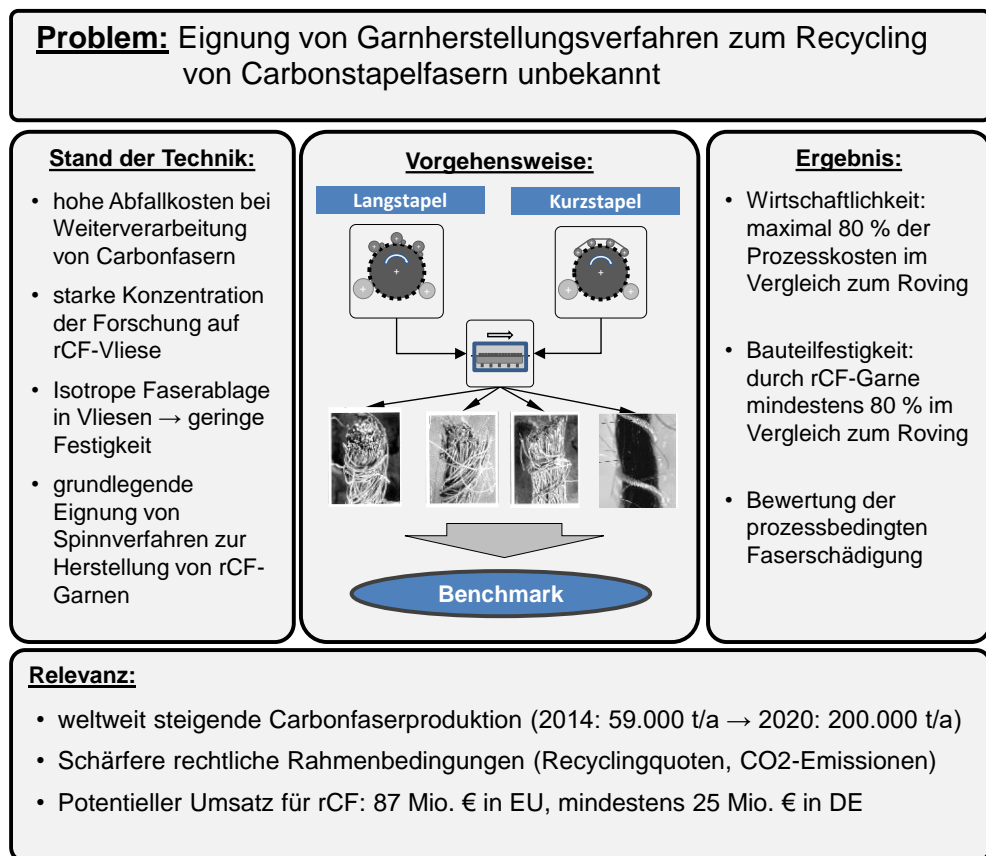 Problem: Eignung von Garnherstellungsverfahren zum Recycling
von Carbonstapelfasern unbekannt
Stand der Technik:
• hohe Abfallkosten bei
Weiterverarbeitung
von Carbonfasern
• starke Konzentration
der Forschung auf
rCF-Vliese
• Isotrope Faserablage
in Vliesen → geringe
Festigkeit
• grundlegende
Eignung von
Spinnverfahren zur
Herstellung von rCF-
Garnen
Vorgehensweise:
Langstapel
Kurzstapel
Benchmark
Ergebnis:
• Wirtschaftlichkeit:
maximal 80 % der
Prozesskosten im
Vergleich zum Roving
• Bauteilfestigkeit:
durch rCF-Garne
mindestens 80 % im
Vergleich zum Roving
• Bewertung der
prozessbedingten
Faserschädigung
Relevanz:
• weltweit steigende Carbonfaserproduktion (2014: 59.000 t/a → 2020: 200.000 t/a)
• Schärfere rechtliche Rahmenbedingungen (Recyclingquoten, CO2-Emissionen)
• Potentieller Umsatz für rCF: 87 Mio. € in EU, mindestens 25 Mio. € in DE